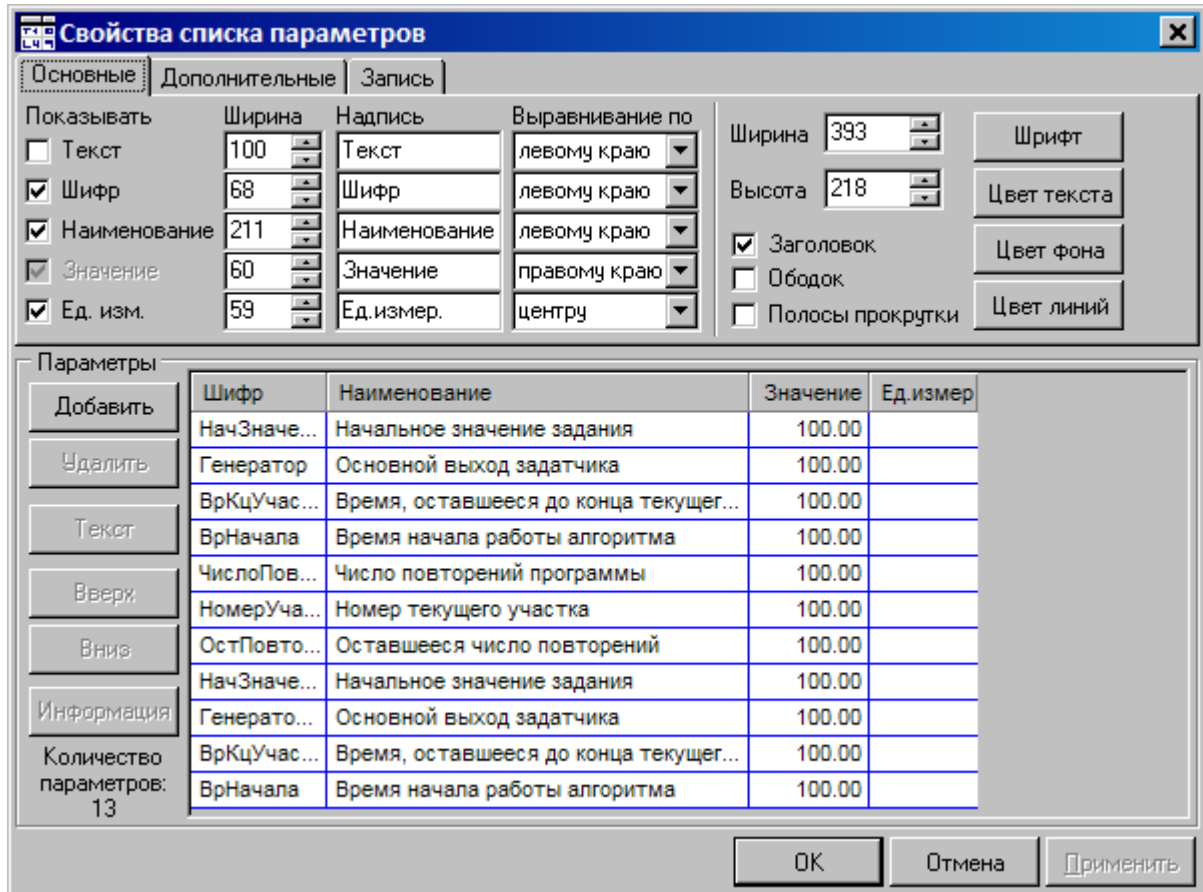 Свойства списка параметров
Основные Дополнительные Запись
Показывать Ширина Надпись Выравнивание по
Текст 100 Текст левому краю
Шифр 68 Шифр левому краю
Наименование 211 Наименование левому краю
Значение 60 Значение правому краю
Ед. изм. 59 Ед.измер. центру
Ширина 393
Высота 218
Заголовок
Ободок
Полосы прокрутки
Шрифт
Цвет текста
Цвет фона
Цвет линий
Параметры
Добавить
Удалить
Текст
Вверх
Вниз
Информация
Количество
параметров:
13
Шифр Наименование Значение Ед.измер
НачЗначе... Начальное значение задания 100.00
Генератор Основной выход задатчика 100.00
ВрКцУчас... Время, оставшееся до конца текущег... 100.00
ВрНачала Время начала работы алгоритма 100.00
ЧислоПов... Число повторений программы 100.00
НомерУча... Номер текущего участка 100.00
ОстПовто... Оставшееся число повторений 100.00
НачЗначе... Начальное значение задания 100.00
Генерато... Основной выход задатчика 100.00
ВрКцУчас... Время, оставшееся до конца текущег... 100.00
ВрНачала Время начала работы алгоритма 100.00
OK Отмена Применить